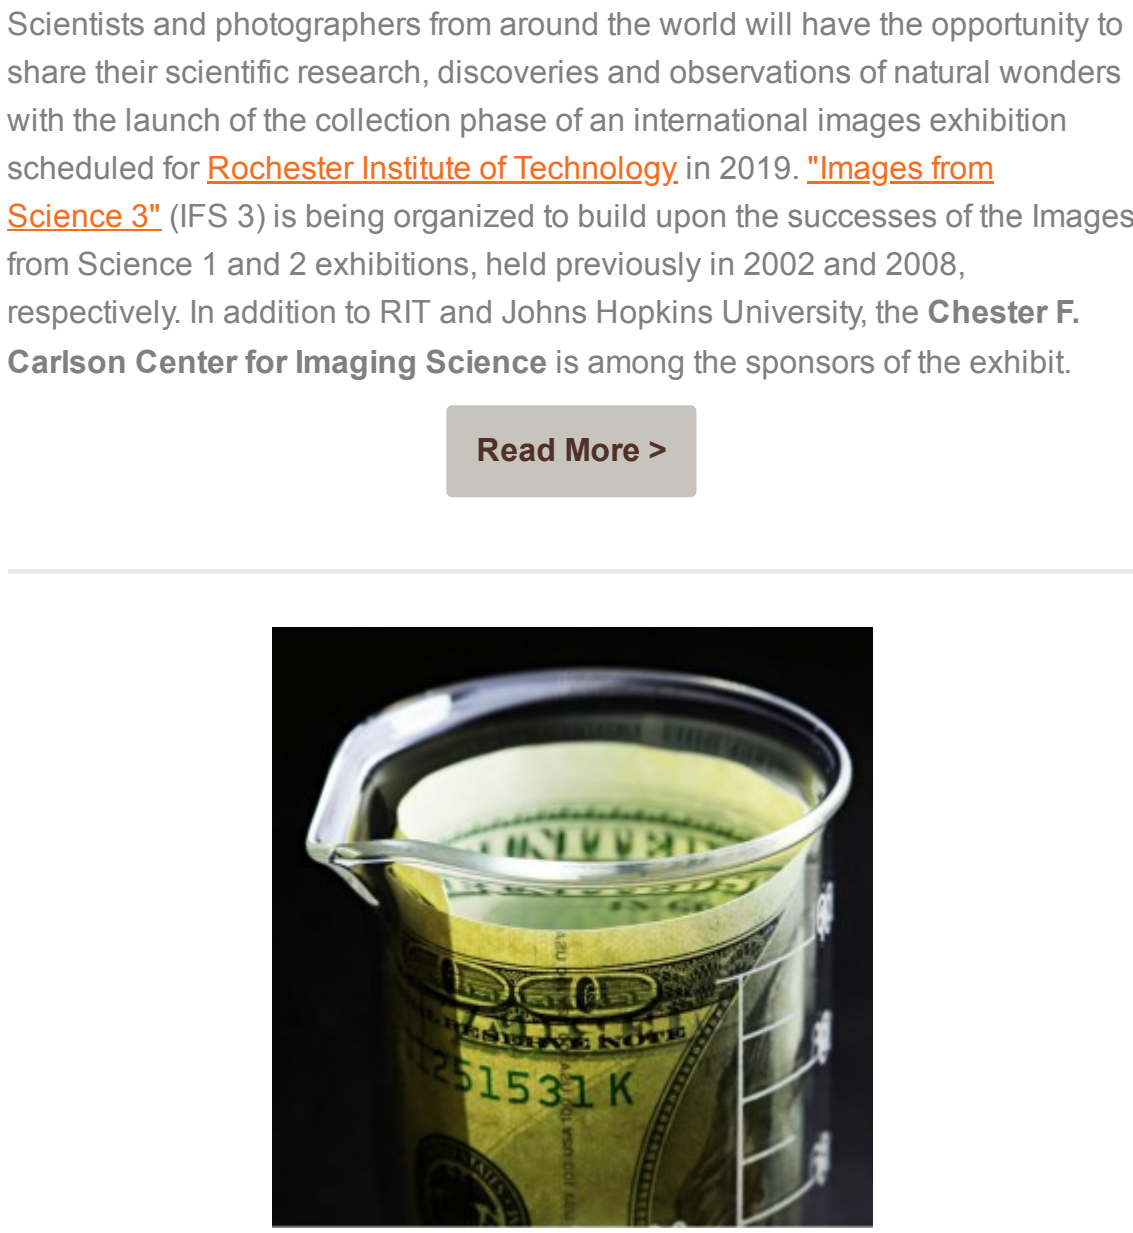 Scientists and photographers from around the world will have the opportunity to
share their scientific research, discoveries and observations of natural wonders
with the launch of the collection phase of an international images exhibition
scheduled for Rochester Institute of Technology in 2019. "Images from
Science 3" (IFS 3) is being organized to build upon the successes of the Images
from Science 1 and 2 exhibitions, held previously in 2002 and 2008,
respectively. In addition to RIT and Johns Hopkins University, the Chester F.
Carlson Center for Imaging Science is among the sponsors of the exhibit.
Read More >
UNITE
RESERVE NOTE
1251531 K